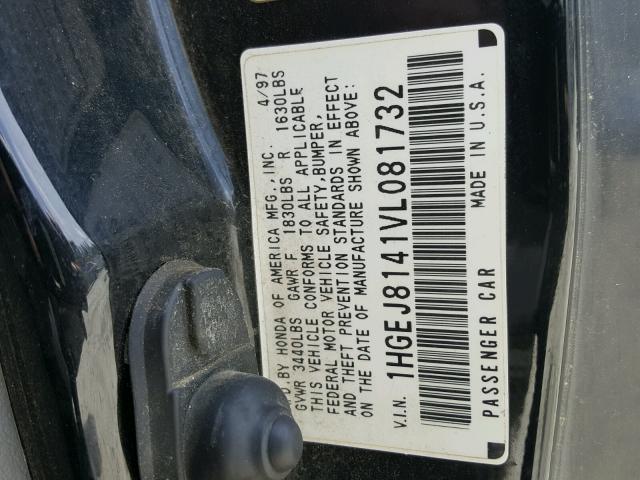 D.BY HONDA OF AMERICA MFG.,INC. 4/97
GVWR 3440LBS GAWR F 1830LBS R 1630LBS
THIS VEHICLE CONFORMS TO ALL APPLICABLE
FEDERAL MOTOR VEHICLE SAFETY,BUMPER,
AND THEFT PREVENTION STANDARDS IN EFFECT
ON THE DATE OF MANUFACTURE SHOWN ABOVE:
V.I.N. 1HGEJ8141VL081732
PASSENGER CAR MADE IN U.S.A.